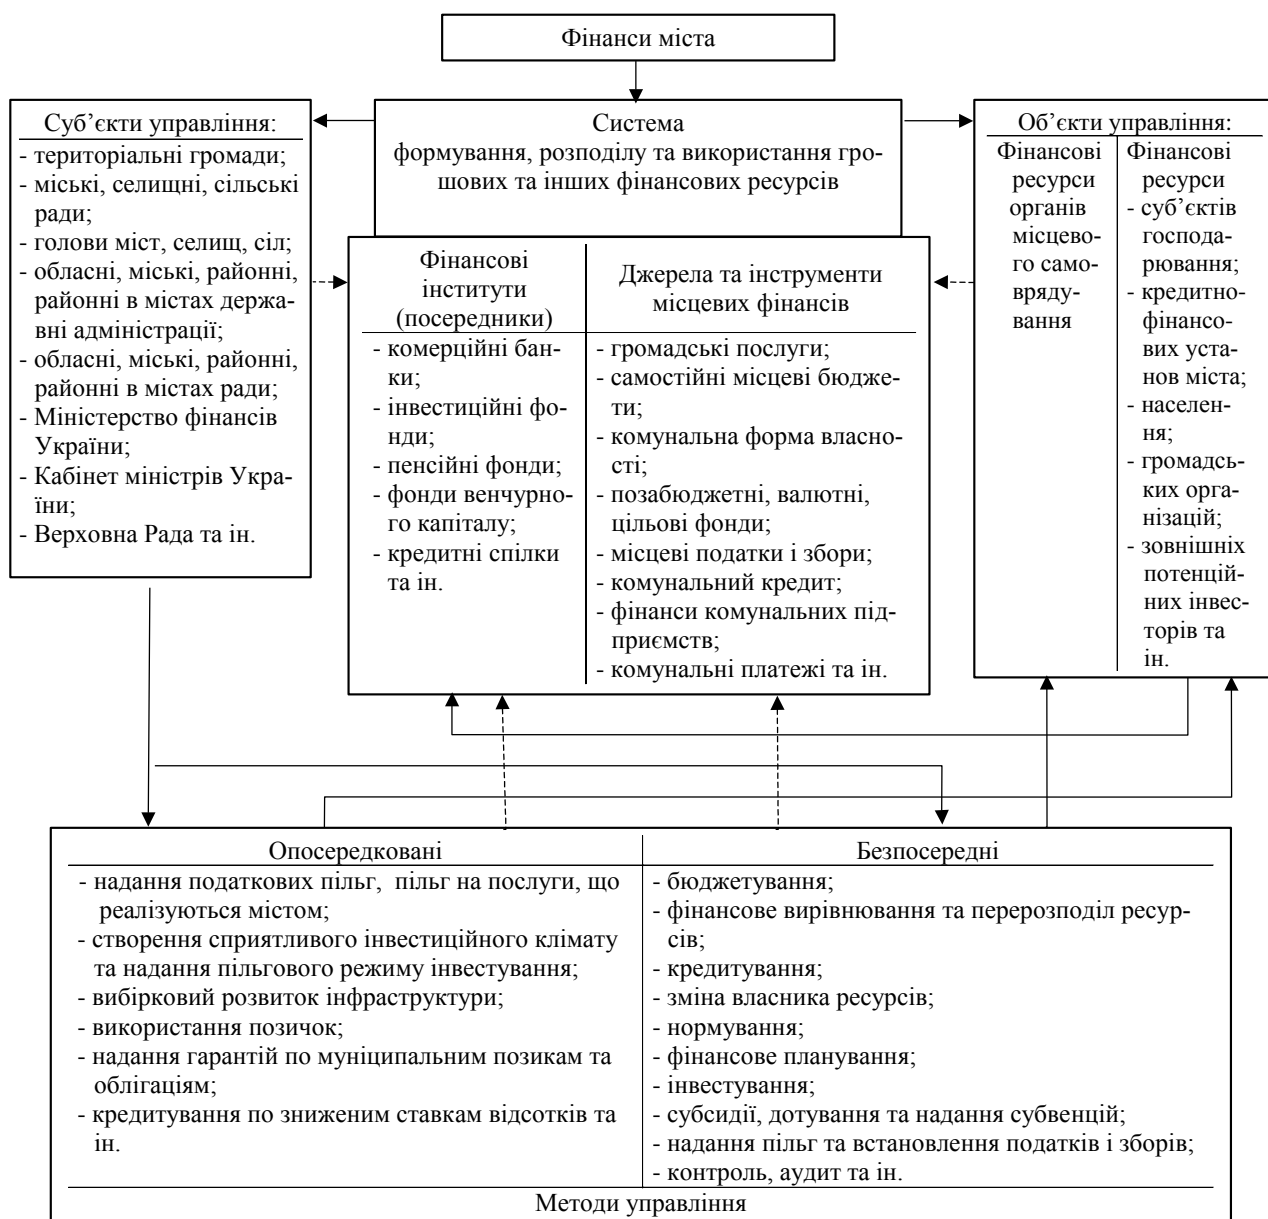 Фінанси міста
Суб’єкти управління:
- територіальні громади;
- міські, селищні, сільські
ради;
- голови міст, селищ, сіл;
- обласні, міські, районні,
районні в містах держа-
вні адміністрації;
- обласні, міські, районні,
районні в містах ради;
- Міністерство фінансів
України;
- Кабінет міністрів Укра-
їни;
- Верховна Рада та ін.
Система
формування, розподілу та використання гро-
шових та інших фінансових ресурсів
Фінансові
інститути
(посередники)
- комерційні бан-
ки;
- інвестиційні фо-
нди;
- пенсійні фонди;
- фонди венчурно-
го капіталу;
- кредитні спілки
та ін.
Джерела та інструменти
місцевих фінансів
- громадські послуги;
- самостійні місцеві бюдже-
ти;
- комунальна форма власно-
сті;
- позабюджетні, валютні,
цільові фонди;
- місцеві податки і збори;
- комунальний кредит;
- фінанси комунальних під-
приємств;
- комунальні платежі та ін.
Об’єкти управління:
Фінансові
ресурси
органів
місцево-
го само-
вряду-
вання
Фінансові
ресурси
- суб’єктів
господа-
рювання;
- кредитно-
фінансо-
вих уста-
нов міста;
- населен-
ня;
- громадсь-
ких орга-
нізацій;
- зовнішніх
потенцій-
них інвес-
торів та
ін.
Опосередковані
- надання податкових пільг, пільг на послуги, що
реалізуються містом;
- створення сприятливого інвестиційного клімату
та надання пільгового режиму інвестування;
- вибірковий розвиток інфраструктури;
- використання позичок;
- надання гарантій по муніципальним позикам та
облігаціям;
- кредитування по зниженим ставкам відсотків та
ін.
Безпосередні
- бюджетування;
- фінансове вирівнювання та перерозподіл ресур-
сів;
- кредитування;
- зміна власника ресурсів;
- нормування;
- фінансове планування;
- інвестування;
- субсидії, дотування та надання субвенцій;
- надання пільг та встановлення податків і зборів;
- контроль, аудит та ін.
Методи управління